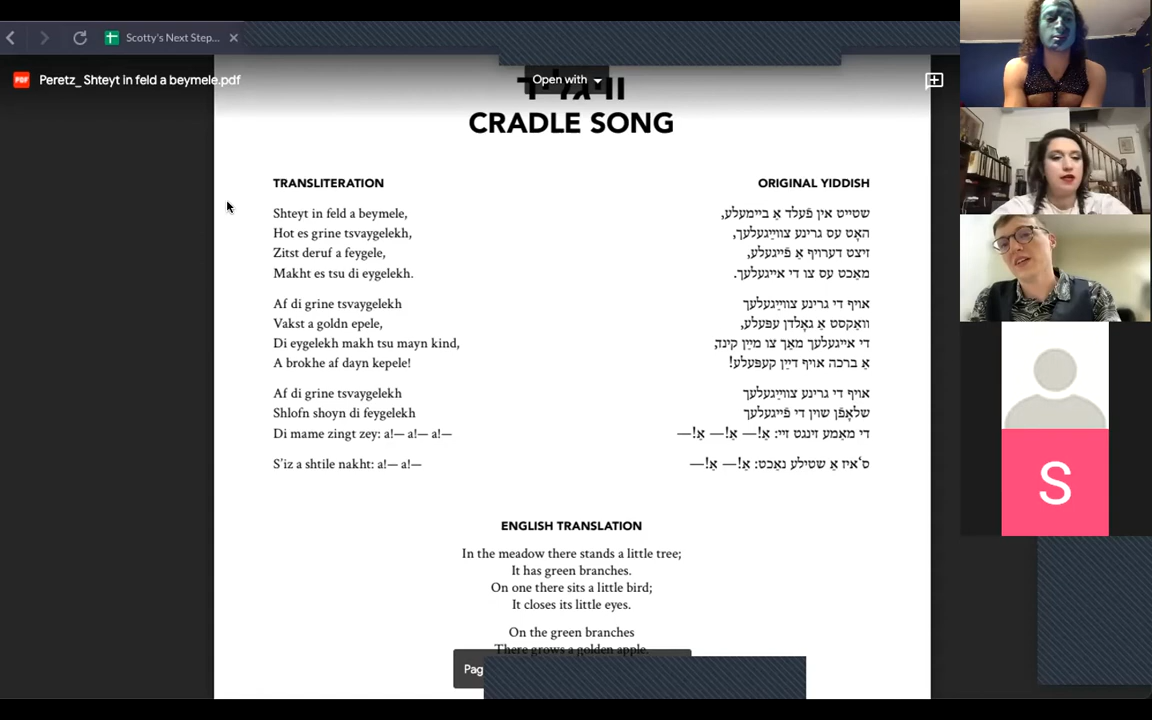 Scotty's Next Step...
Peretz_ Shteyt in feld a beymele.pdf
PDF
Open with
CRADLE SONG
TRANSLITERATION
Shteyt in feld a beymele,
Hot es grine tsvaygelekh,
Zitst deruf a feygele,
Makht es tsu di eygelekh.
Af di grine tsvaygelekh
Vakst a goldn epele,
Di eygelekh makh tsu mayn kind,
A brokhe af dayn kepele!
Af di grine tsvaygelekh
Shlofn shoyn di feygelekh
Di mame zingt zey: a!— a!— a!—
S'iz a shtile nakht: a!— a!—
ORIGINAL YIDDISH
שטייט אין פֿעלד אַ ביימעלע,
האָט עס גרינע צווײַגעלעך,
זיצט דערויף אַ פֿייגעלע,
מאַכט עס צו די אייגעלעך.
אויף די גרינע צווײַגעלעך
וואַקסט אַ גאָלדן עפּעלע,
די אייגעלעך מאַך צו מײַן קינד,
אַ ברכה אויף דײַן קעפּעלע!
אויף די גרינע צווײַגעלעך
שלאָפֿן שוין די פֿייגעלעך
די מאַמע זינגט זיי: אַ!— אַ!— אַ!—
ס'איז אַ שטילע נאַכט: אַ!— אַ!—
ENGLISH TRANSLATION
In the meadow there stands a little tree;
It has green branches.
On one there sits a little bird;
It closes its little eyes.
On the green branches
There grows a golden apple.
Pag
S